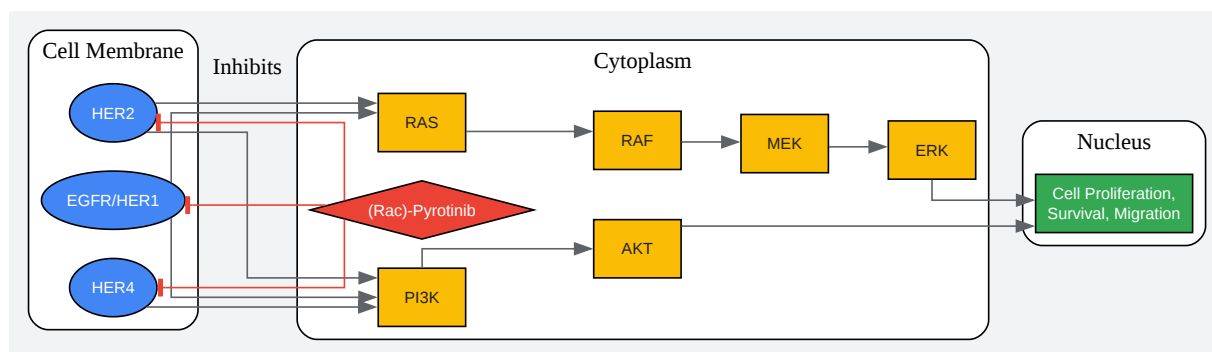 Cell Membrane
Inhibits
Cytoplasm
HER2
RAS
RAF
MEK
ERK
Nucleus
EGFR/HER1
(Rac)-Pyrotinib
Cell Proliferation,
Survival, Migration
HER4
PI3K
AKT